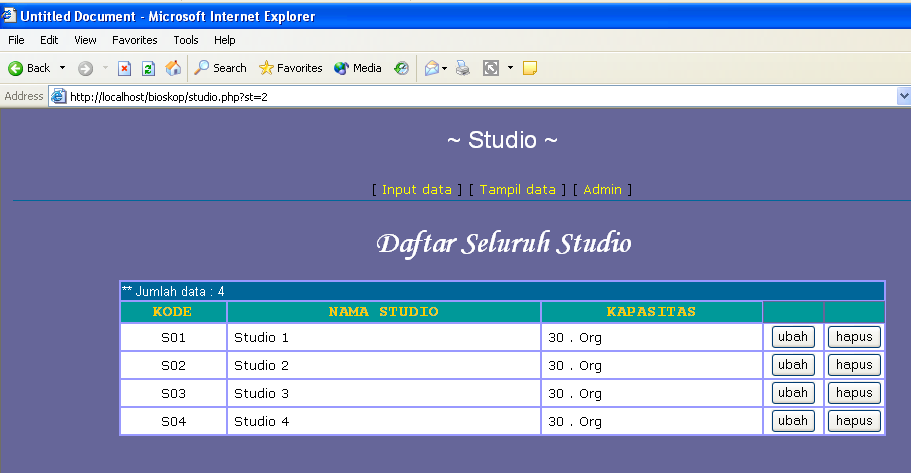 Untitled Document - Microsoft Internet Explorer
File Edit View Favorites Tools Help
Back Search Favorites Media
Address http://localhost/bioskop/studio.php?st=2
~ Studio ~
[ Input data ] [ Tampil data ] [ Admin ]
Daftar Seluruh Studio
** Jumlah data : 4
KODE NAMA STUDIO KAPASITAS
S01 Studio 1 30 . Org ubah hapus
S02 Studio 2 30 . Org ubah hapus
S03 Studio 3 30 . Org ubah hapus
S04 Studio 4 30 . Org ubah hapus